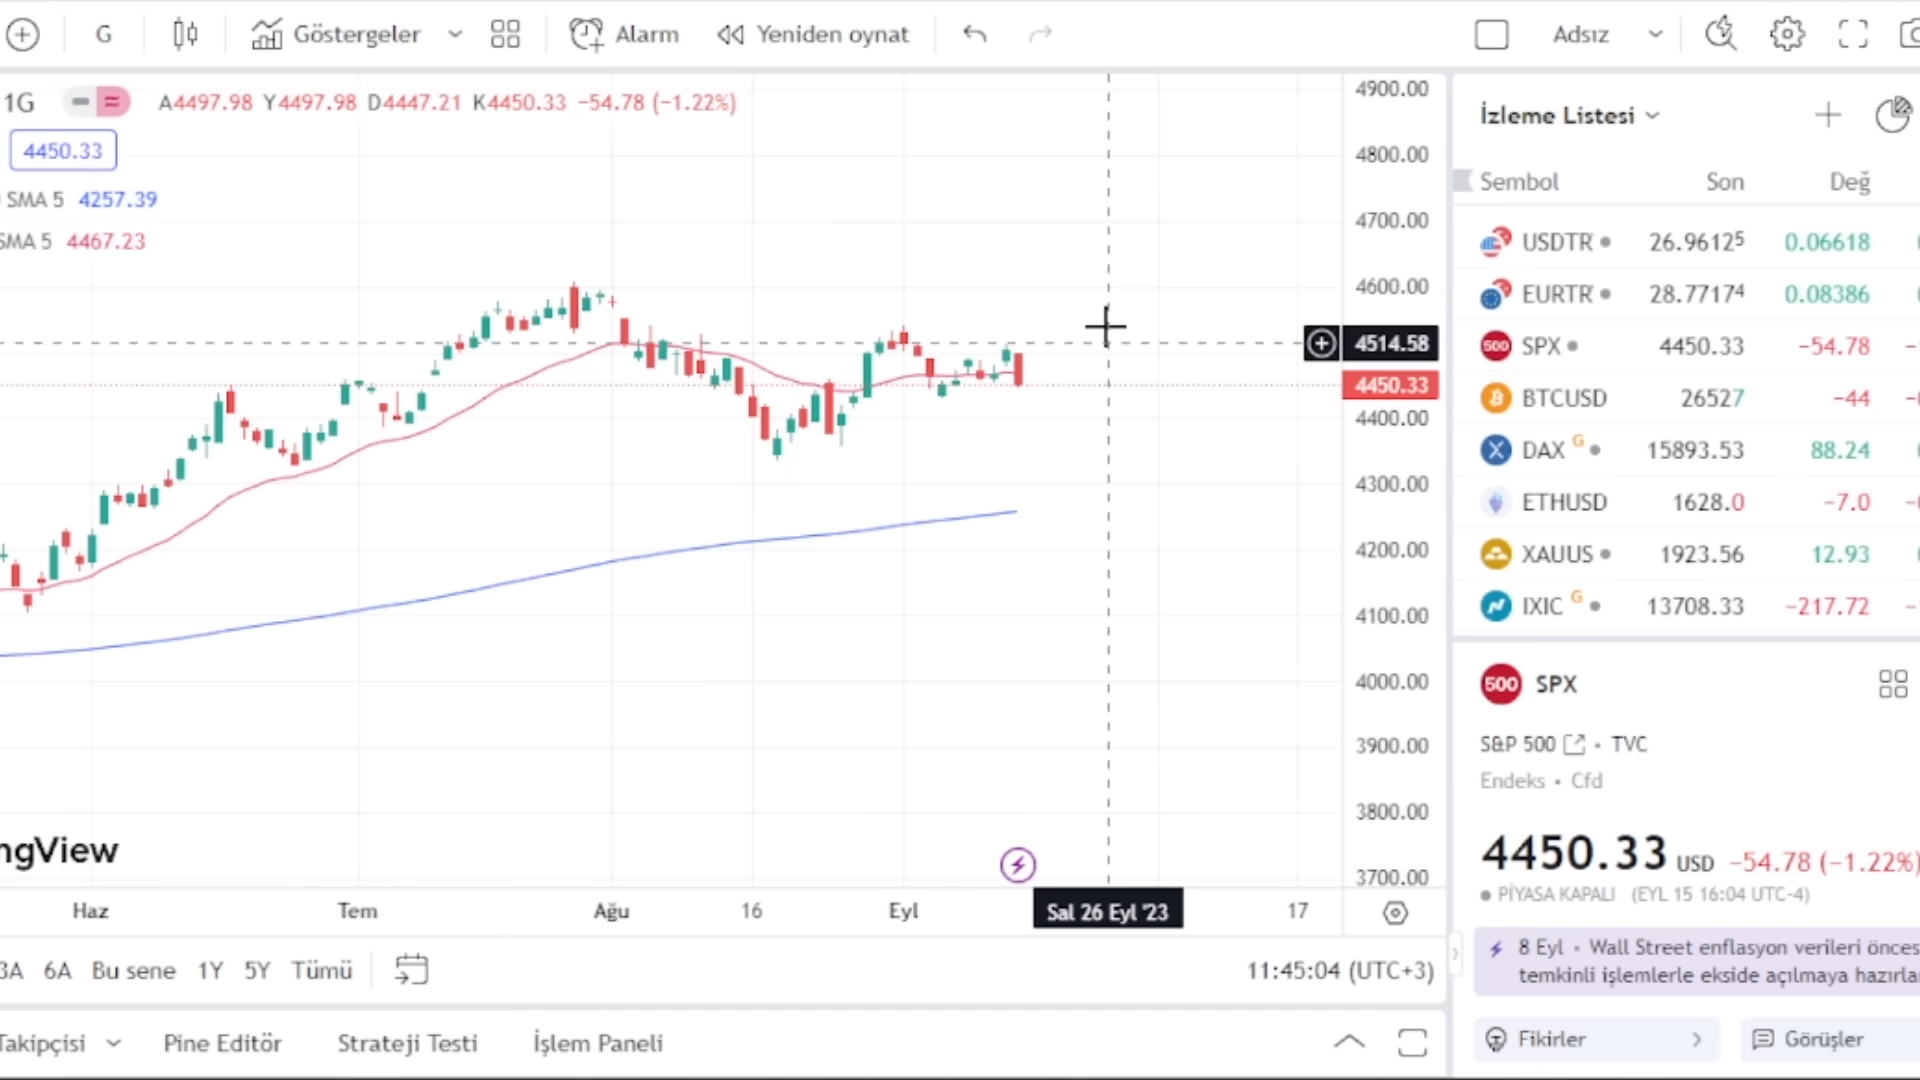 G
Göstergeler
Alarm
Yeniden oynat
Adsız
1G
A4497.98 Y4497.98 D4447.21 K4450.33 −54.78 (−1.22%)
4450.33
SMA 5 4257.39
SMA 5 4467.23
4900.00
4800.00
4700.00
4600.00
4514.58
4450.33
4400.00
4300.00
4200.00
4100.00
4000.00
3900.00
3800.00
3700.00
ngView
Haz
Tem
Ağu
16
Eyl
Sal 26 Eyl '23
17
3A 6A Bu sene 1Y 5Y Tümü
11:45:04 (UTC+3)
Takipçisi
Pine Editör
Strateji Testi
İşlem Paneli
İzleme Listesi
Sembol Son Değ
USDTR 26.96125 0.06618
EURTR 28.77174 0.08386
500 SPX 4450.33 −54.78
BTCUSD 26527 −44
DAX G 15893.53 88.24
ETHUSD 1628.0 −7.0
XAUUS 1923.56 12.93
IXIC G 13708.33 −217.72
500 SPX
S&P 500 • TVC
Endeks • Cfd
4450.33 USD −54.78 (−1.22%)
PİYASA KAPALI (EYL 15 16:04 UTC-4)
8 Eyl • Wall Street enflasyon verileri önces
temkinli işlemlerle ekside açılmaya hazırla
Fikirler
Görüşler